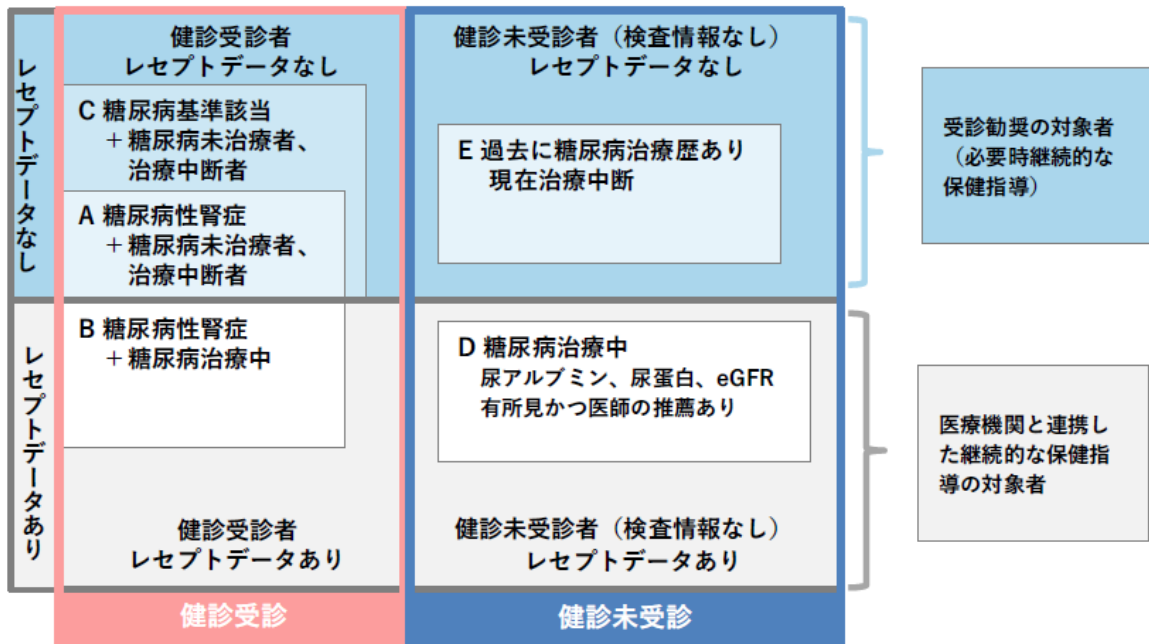 レセプトデータなし
健診受診者
レセプトデータなし
C 糖尿病基準該当
＋糖尿病未治療者、
治療中断者
A 糖尿病性腎症
＋糖尿病未治療者、
治療中断者
健診未受診者（検査情報なし）
レセプトデータなし
E 過去に糖尿病治療歴あり
現在治療中断
受診勧奨の対象者
（必要時継続的な
保健指導）
レセプトデータあり
B 糖尿病性腎症
＋糖尿病治療中
健診受診者
レセプトデータあり
D 糖尿病治療中
尿アルブミン、尿蛋白、eGFR
有所見かつ医師の推薦あり
健診未受診者（検査情報なし）
レセプトデータあり
医療機関と連携し
た継続的な保健指
導の対象者
健診受診
健診未受診